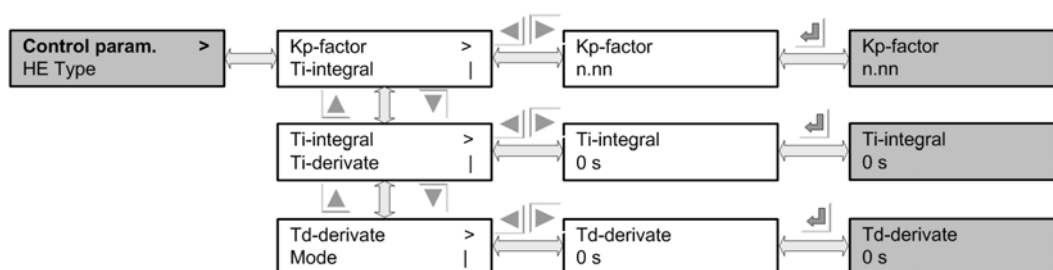 Control param. >
HE Type
Kp-factor >
Ti-integral |
Kp-factor
n.nn
Kp-factor
n.nn
Ti-integral >
Ti-derivate |
Ti-integral
0 s
Ti-integral
0 s
Td-derivate >
Mode |
Td-derivate
0 s
Td-derivate
0 s